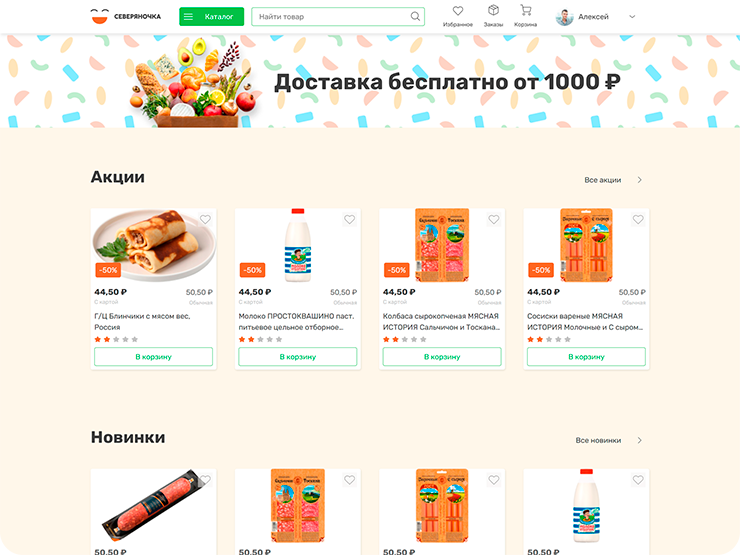 СЕВЕРЯНОЧКА
Каталог
Найти товар
Избранное
Заказы
Корзина
Алексей
Доставка бесплатно от 1000 ₽
Акции
Все акции
-50%
44,50 ₽ 50,50 ₽
С картой Обычная
Г/Ц Блинчики с мясом вес,
Россия
В корзину
-50%
44,50 ₽ 50,50 ₽
С картой Обычная
Молоко ПРОСТОКВАШИНО паст.
питьевое цельное отборное...
В корзину
-50%
44,50 ₽ 50,50 ₽
С картой Обычная
Колбаса сырокопчёная МЯСНАЯ
ИСТОРИЯ Сальчичон и Тоскана...
В корзину
-50%
44,50 ₽ 50,50 ₽
С картой Обычная
Сосиски вареные МЯСНАЯ
ИСТОРИЯ Молочные и С сыром...
В корзину
Новинки
Все новинки
50,50 ₽
50,50 ₽
50,50 ₽
50,50 ₽